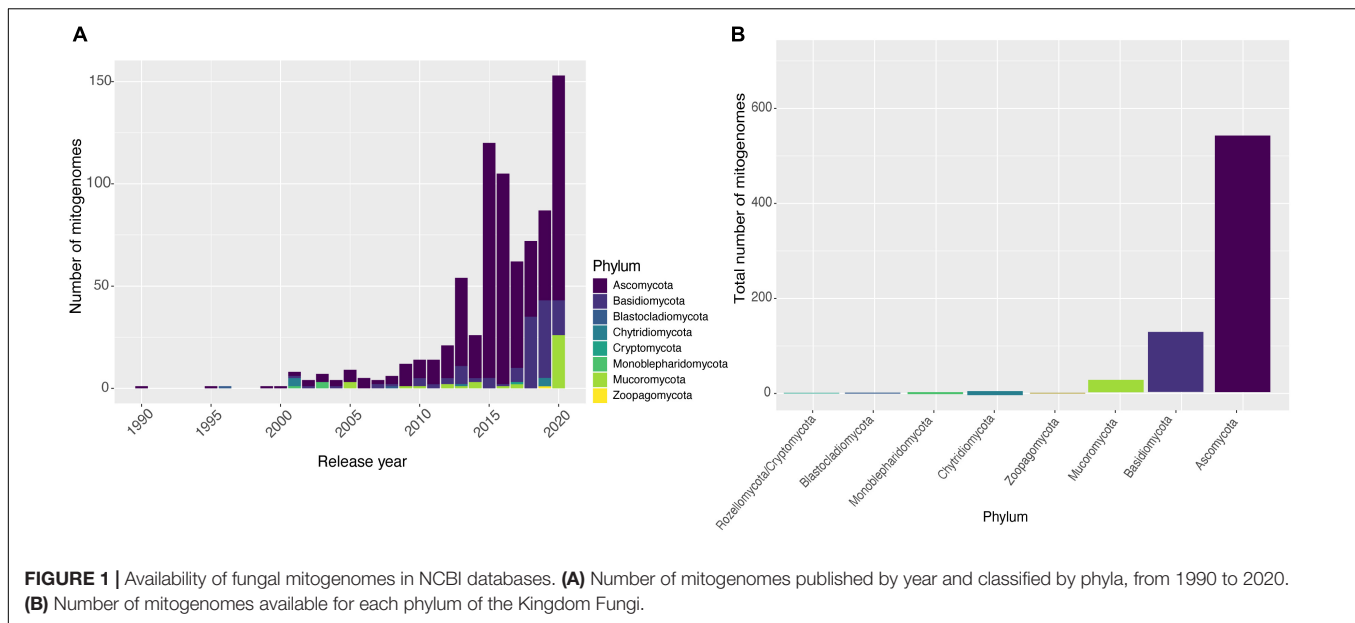 A
Number of mitogenomes
150
100
50
0
1990
1995
2000
2005
2010
2015
2020
Release year
Phylum
Ascomycota
Basidiomycota
Blastocladiomycota
Chytridiomycota
Cryptomycota
Monoblepharidomycota
Mucoromycota
Zoopagomycota
B
Total number of mitogenomes
600
400
200
0
Rozellomycota/Cryptomycota
Blastocladiomycota
Monoblepharidomycota
Chytridiomycota
Zoopagomycota
Mucoromycota
Basidiomycota
Ascomycota
Phylum
FIGURE 1 | Availability of fungal mitogenomes in NCBI databases. (A) Number of mitogenomes published by year and classified by phyla, from 1990 to 2020.
(B) Number of mitogenomes available for each phylum of the Kingdom Fungi.